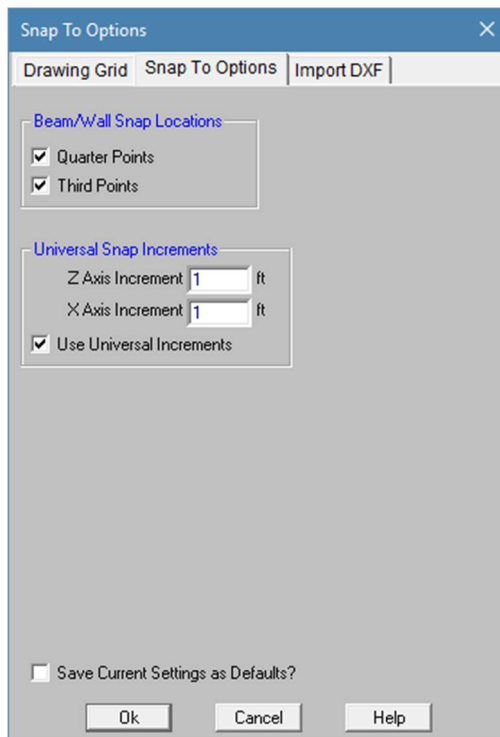 Snap To Options
Drawing Grid Snap To Options Import DXF
Beam/Wall Snap Locations
Quarter Points
Third Points
Universal Snap Increments
Z Axis Increment 1 ft
X Axis Increment 1 ft
Use Universal Increments
Save Current Settings as Defaults?
Ok Cancel Help